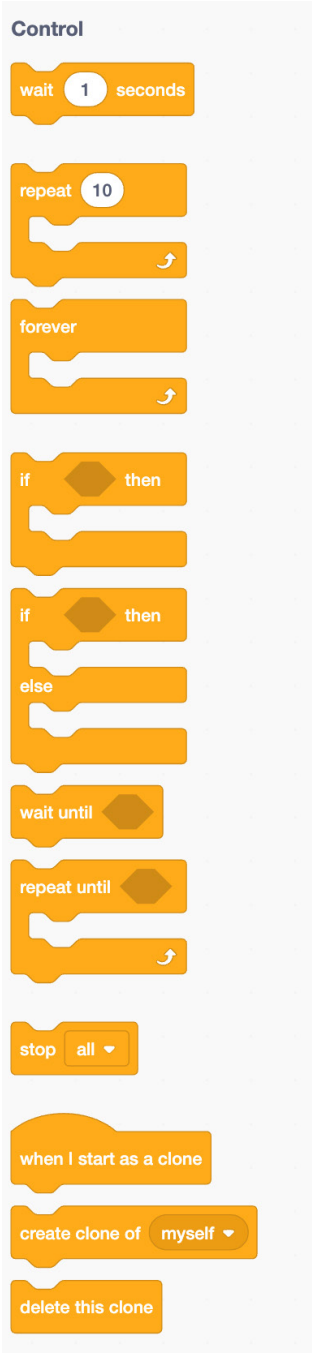 Control
wait 1 seconds
repeat 10
forever
if then
if then
else
wait until
repeat until
stop all
when I start as a clone
create clone of myself
delete this clone